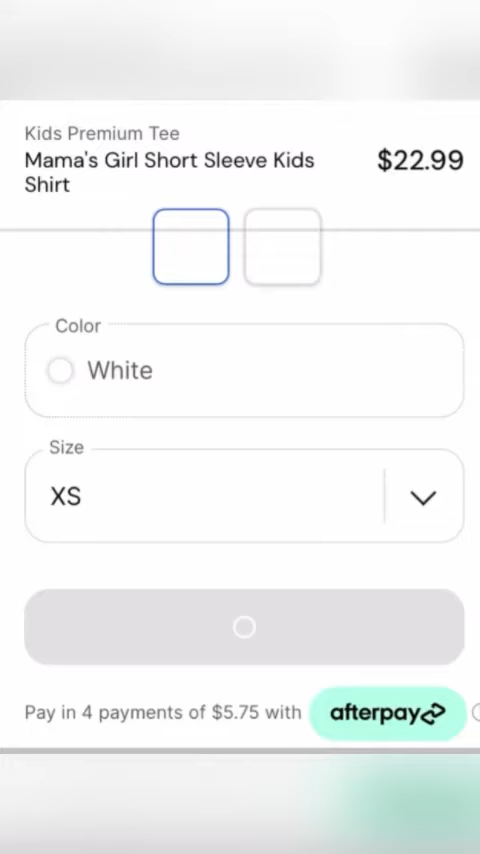 Kids Premium Tee
Mama's Girl Short Sleeve Kids
Shirt
$22.99
Color
White
Size
XS
Pay in 4 payments of $5.75 with
afterpay